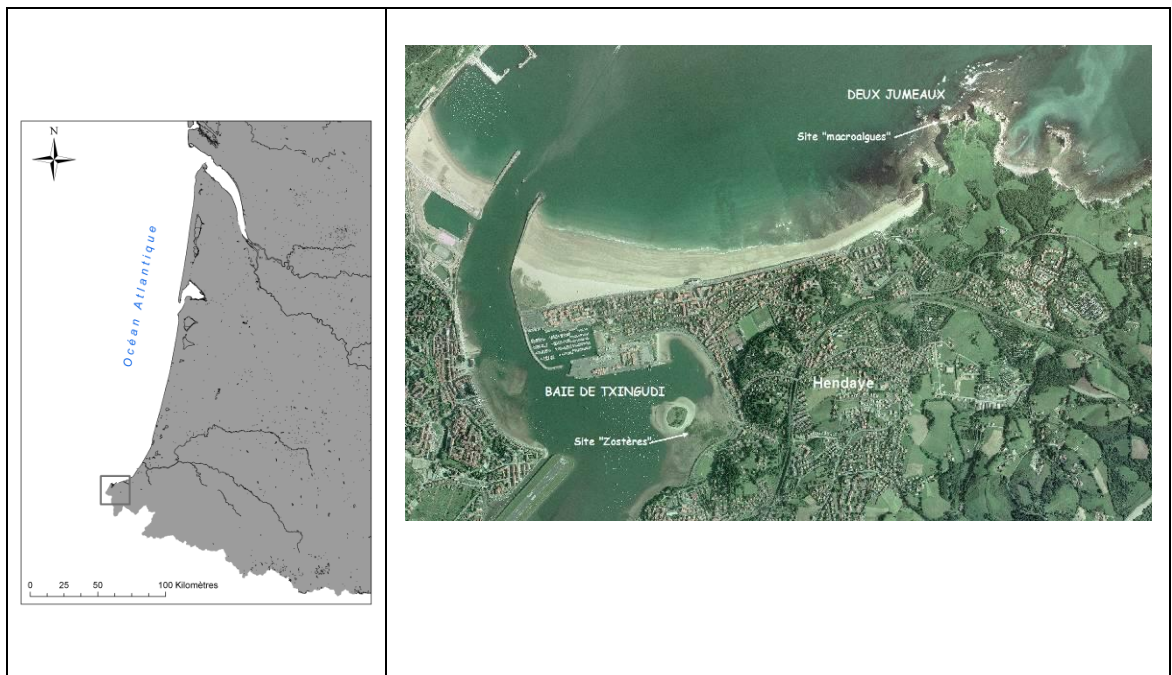 N
Océan Atlantique
0 25 50 100 Kilomètres
DEUX JUMEAUX
Site "macroalgues"
BAIE DE TXINGUDI
Hendaye
Site "Zostères"